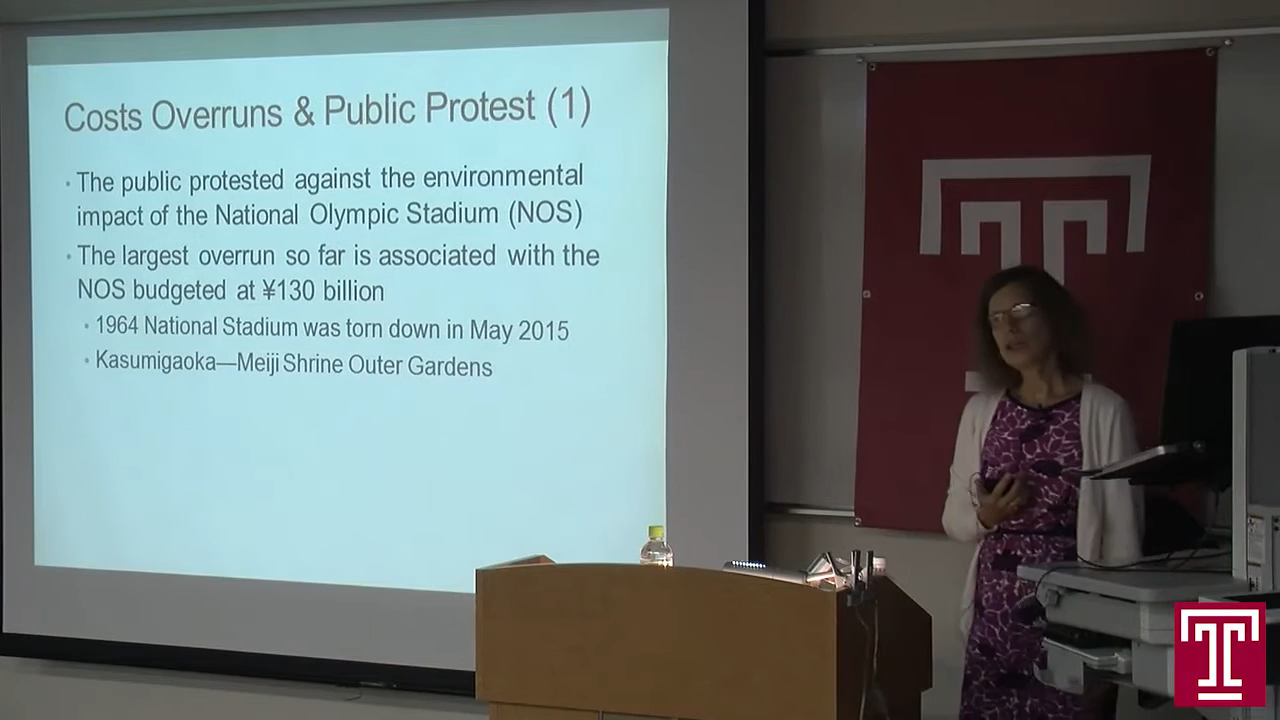 Costs Overruns & Public Protest (1)
• The public protested against the environmental
impact of the National Olympic Stadium (NOS)
• The largest overrun so far is associated with the
NOS budgeted at ¥130 billion
• 1964 National Stadium was torn down in May 2015
• Kasumigaoka—Meiji Shrine Outer Gardens